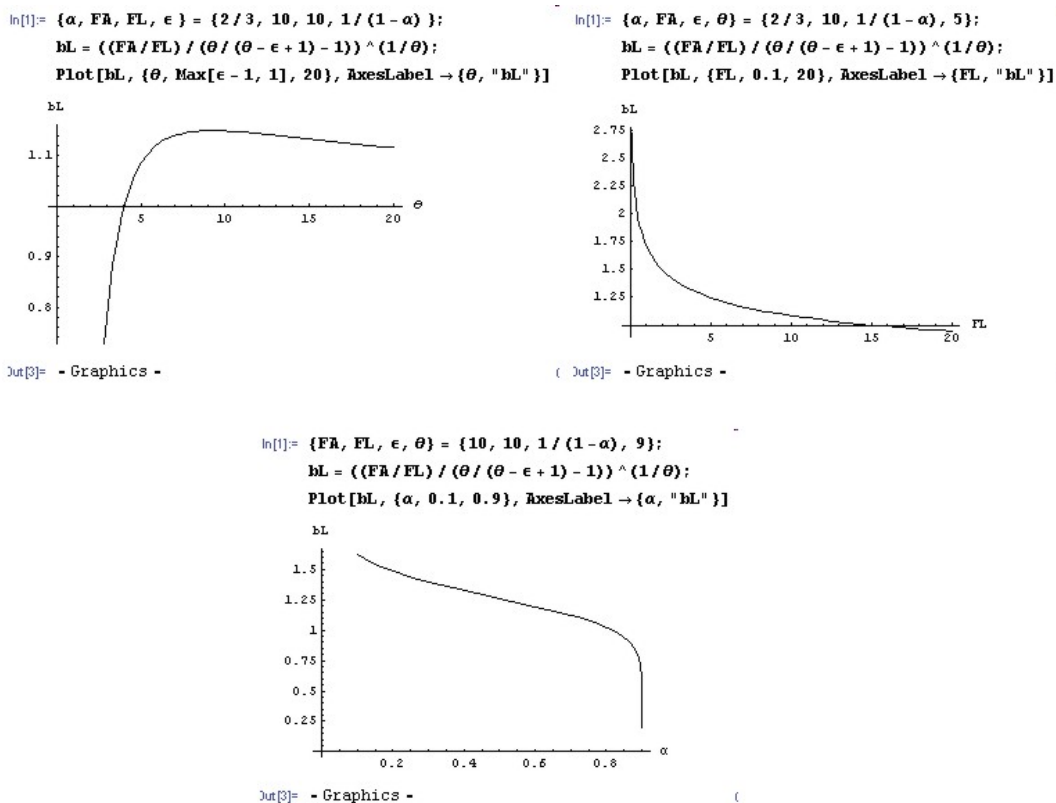 In[1]:= {α, FA, FL, ϵ } = {2/3, 10, 10, 1/(1-α) };
bL = ((FA/FL)/(θ/(θ-ϵ+1)-1))^(1/θ);
Plot[bL, {θ, Max[ϵ-1, 1], 20}, AxesLabel →{θ, "bL"}]
bL
1.1
0.9
0.8
5 10 15 20 θ
Out[3]= - Graphics -
In[1]:= {α, FA, ϵ, θ} = {2/3, 10, 1/(1-α), 5};
bL = ((FA/FL)/(θ/(θ-ϵ+1)-1))^(1/θ);
Plot[bL, {FL, 0.1, 20}, AxesLabel →{FL, "bL"}]
bL
2.75
2.5
2.25
2
1.75
1.5
1.25
5 10 15 20 FL
( Out[3]= - Graphics -
In[1]:= {FA, FL, ϵ, θ} = {10, 10, 1/(1-α), 9};
bL = ((FA/FL)/(θ/(θ-ϵ+1)-1))^(1/θ);
Plot[bL, {α, 0.1, 0.9}, AxesLabel →{α, "bL"}]
bL
1.5
1.25
1
0.75
0.5
0.25
0.2 0.4 0.6 0.8 α
Out[3]= - Graphics - (